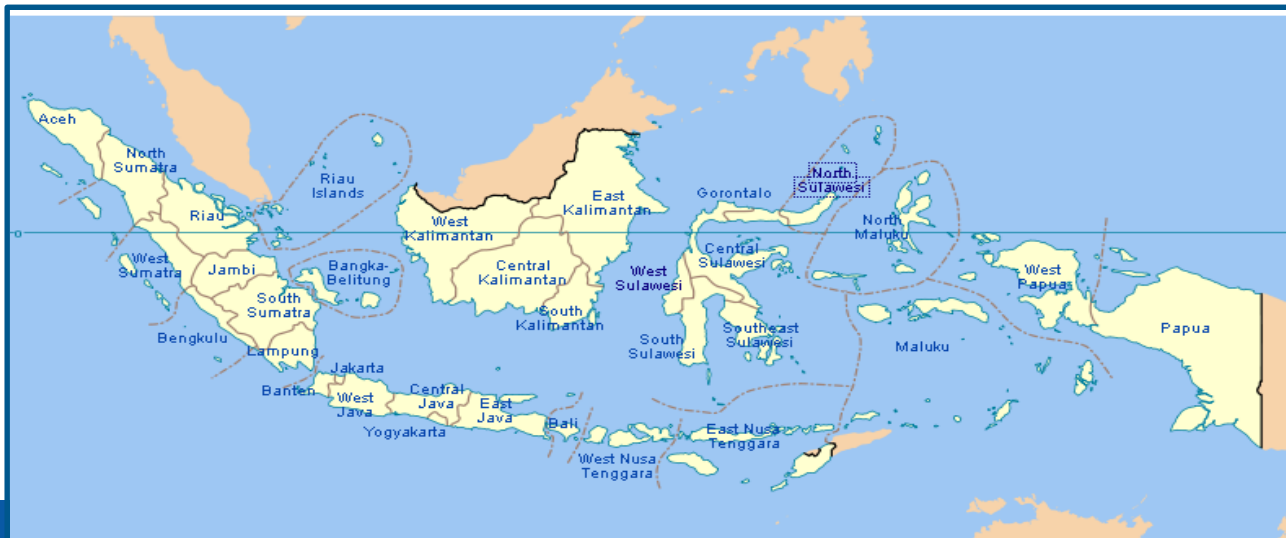 Aceh
North
Sumatra
Riau
Islands
Riau
West
Sumatra
Jambi
Bangka-
Belitung
South
Sumatra
Bengkulu
Lampung
0
West
Kalimantan
East
Kalimantan
Central
Kalimantan
South
Kalimantan
Gorontalo
North
Sulawesi
Central
Sulawesi
West
Sulawesi
South
Sulawesi
Southeast
Sulawesi
North
Maluku
Maluku
West
Papua
Papua
Banten
Jakarta
West
Java
Central
Java
Yogyakarta
East
Java
Bali
West Nusa
Tenggara
East Nusa
Tenggara